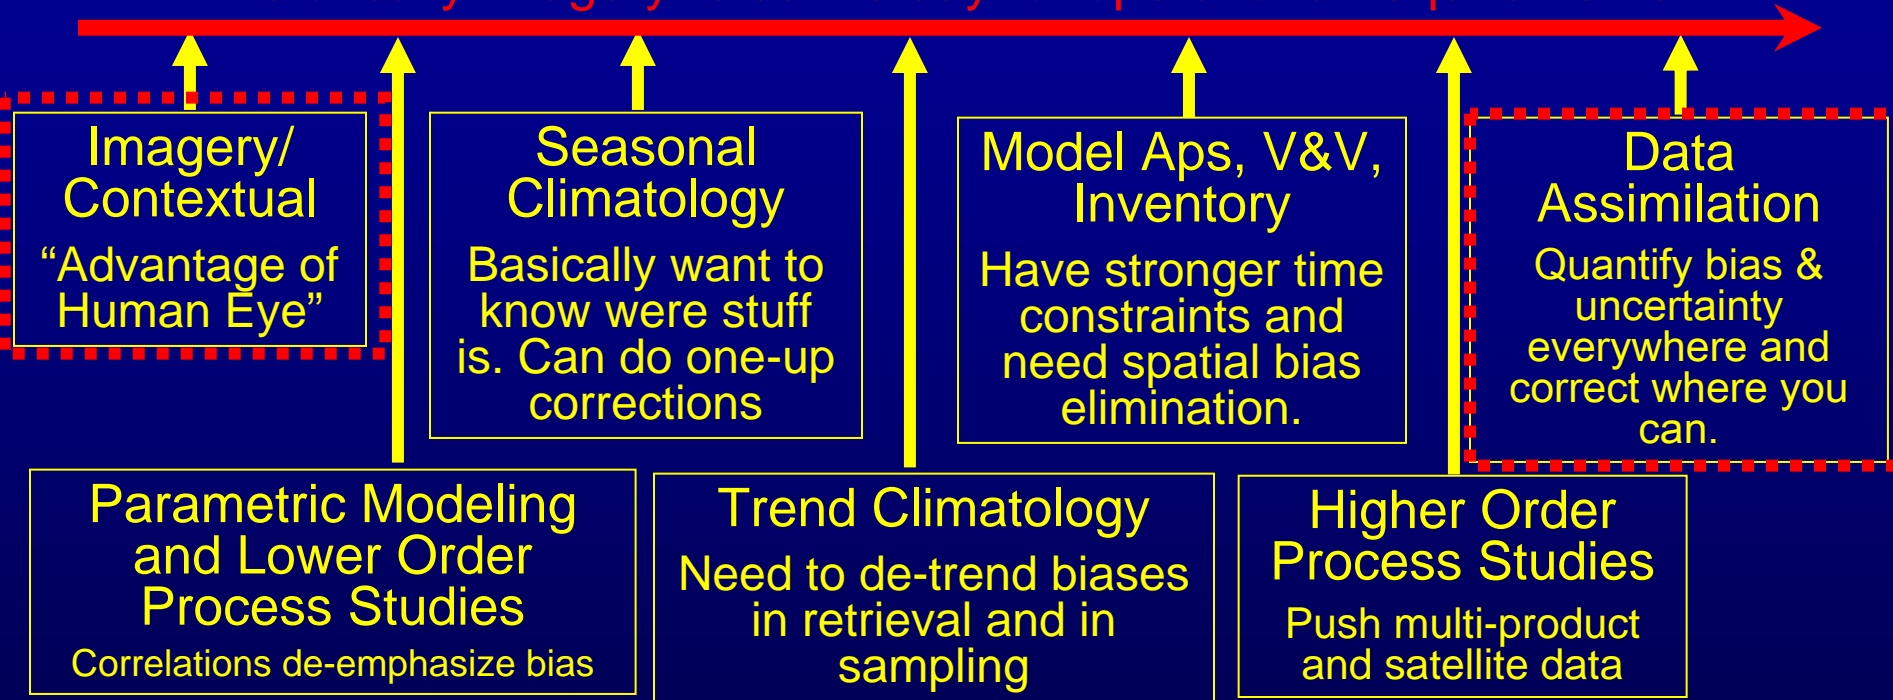 Imagery/
Contextual
“Advantage of
Human Eye”
Seasonal
Climatology
Basically want to
know were stuff
is. Can do one-up
corrections
Model Aps, V&V,
Inventory
Have stronger time
constraints and
need spatial bias
elimination.
Data
Assimilation
Quantify bias &
uncertainty
everywhere and
correct where you
can.
Parametric Modeling
and Lower Order
Process Studies
Correlations de-emphasize bias
Trend Climatology
Need to de-trend biases
in retrieval and in
sampling
Higher Order
Process Studies
Push multi-product
and satellite data